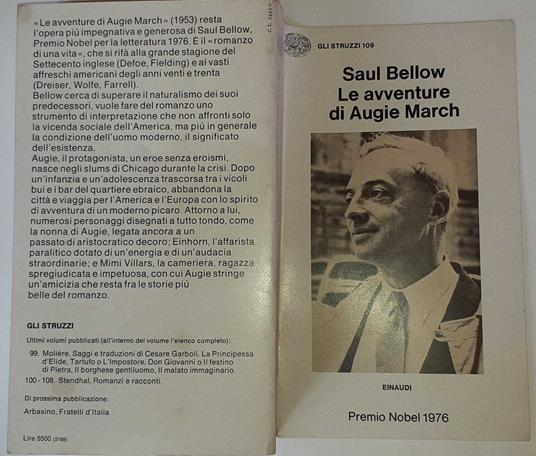 «Le avventure di Augie March» (1953) resta
l'opera piú impegnativa e generosa di Saul Bellow,
Premio Nobel per la letteratura 1976. È il «romanzo
di una vita», che si rifà alla grande stagione del
Settecento inglese (Defoe, Fielding) e ai vasti
affreschi americani degli anni venti e trenta
(Dreiser, Wolfe, Farrell).
Bellow cerca di superare il naturalismo dei suoi
predecessori, vuole fare del romanzo uno
strumento di interpretazione che non affronti solo
la vicenda sociale dell'America, ma piú in generale
la condizione dell'uomo moderno, il significato
dell'esistenza.
Augie, il protagonista, un eroe senza eroismi,
nasce negli slums di Chicago durante la crisi. Dopo
un'infanzia e un'adolescenza trascorsa tra i vicoli
bui e i bar del quartiere ebraico, abbandona la
città e viaggia per l'America e l'Europa con lo spirito
di avventura di un moderno picaro. Attorno a lui,
numerosi personaggi disegnati a tutto tondo, come
la nonna di Augie, legata ancora a un
passato di aristocratico decoro; Einhorn, l'affarista
paralitico dotato di un'energia e di un'audacia
straordinarie; e Mimi Villars, la cameriera, ragazza
spregiudicata e impetuosa, con cui Augie stringe
un'amicizia che resta fra le storie piú
belle del romanzo.
GLI STRUZZI
Ultimi volumi pubblicati (all'interno del volume l'elenco completo):
99. Molière, Saggi e traduzioni di Cesare Garboli. La Principessa
d'Elide, Tartufo o L'Impostore, Don Giovanni o Il festino
di Pietra, Il borghese gentiluomo, Il malato immaginario.
100-108. Stendhal, Romanzi e racconti.
Di prossima pubblicazione:
Arbasino, Fratelli d'Italia
Lire 5500 (5188)
GLI STRUZZI 109
Saul Bellow
Le avventure
di Augie March
EINAUDI
Premio Nobel 1976